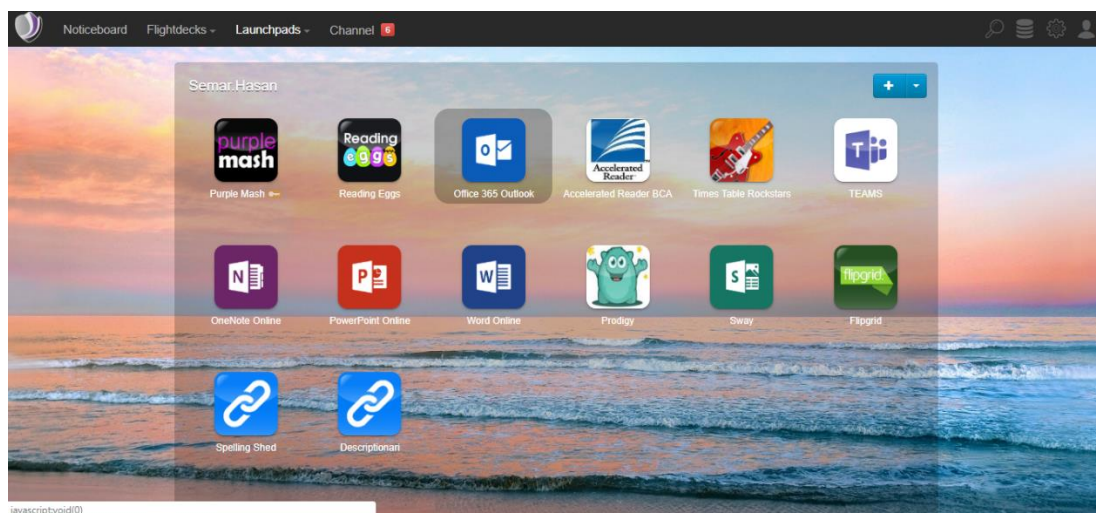 Noticeboard Flightdecks Launchpads Channel 6
Semar.Hasan
purple mash
Reading eggs
O
Accelerated Reader
T
Purple Mash Reading Eggs Office 365 Outlook Accelerated Reader BCA Times Table Rockstars TEAMS
N P W S flipgrid
OneNote Online PowerPoint Online Word Online Prodigy Sway Flipgrid
Spelling Shed Descriptionari
javascript:void(0)